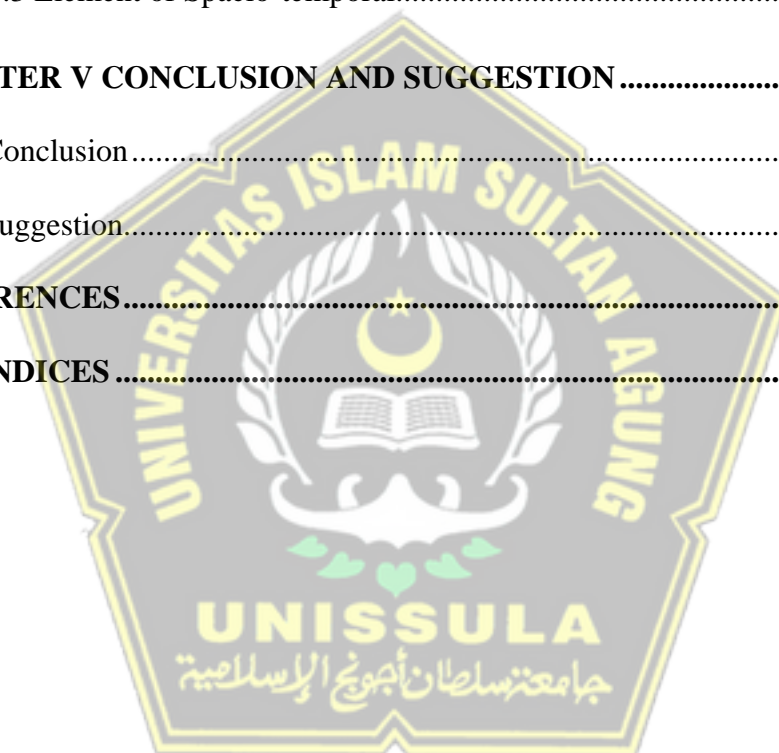 .3 Element of Spacio-temporal..........................................................
TER V CONCLUSION AND SUGGESTION ......................
Conclusion ....................................................................................
uggestion......................................................................................
RENCES......................................................................................
NDICES ......................................................................................
UNIVERSITAS ISLAM SULTAN AGUNG
UNISSULA
جامعتنسلطان أجونج الإسلامية